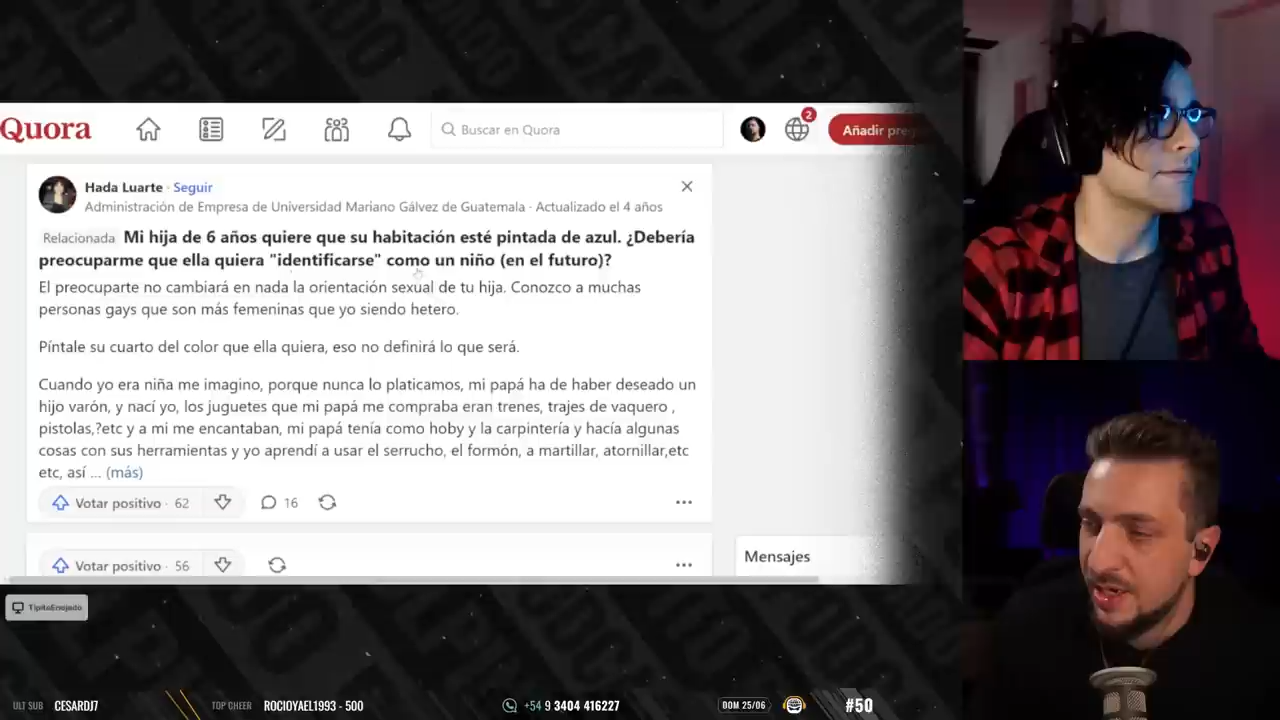 Quora
Buscar en Quora
2
Añadir preg
Hada Luarte · Seguir
Administración de Empresa de Universidad Mariano Gálvez de Guatemala · Actualizado el 4 años
Relacionada Mi hija de 6 años quiere que su habitación esté pintada de azul. ¿Debería
preocuparme que ella quiera "identificarse" como un niño (en el futuro)?
El preocuparte no cambiará en nada la orientación sexual de tu hija. Conozco a muchas
personas gays que son más femeninas que yo siendo hetero.
Píntale su cuarto del color que ella quiera, eso no definirá lo que será.
Cuando yo era niña me imagino, porque nunca lo platicamos, mi papá ha de haber deseado un
hijo varón, y nací yo, los juguetes que mi papá me compraba eran trenes, trajes de vaquero ,
pistolas,?etc y a mi me encantaban, mi papá tenía como hoby y la carpintería y hacía algunas
cosas con sus herramientas y yo aprendí a usar el serrucho, el formón, a martillar, atornillar,etc
etc, así ... (más)
Votar positivo · 62
16
Votar positivo · 56
Mensajes
TipitoEnojado
ULT SUB CESARDJ7
TOP CHEER ROCIOYAEL1993 - 500
+54 9 3404 416227
DOM 25/06
#50